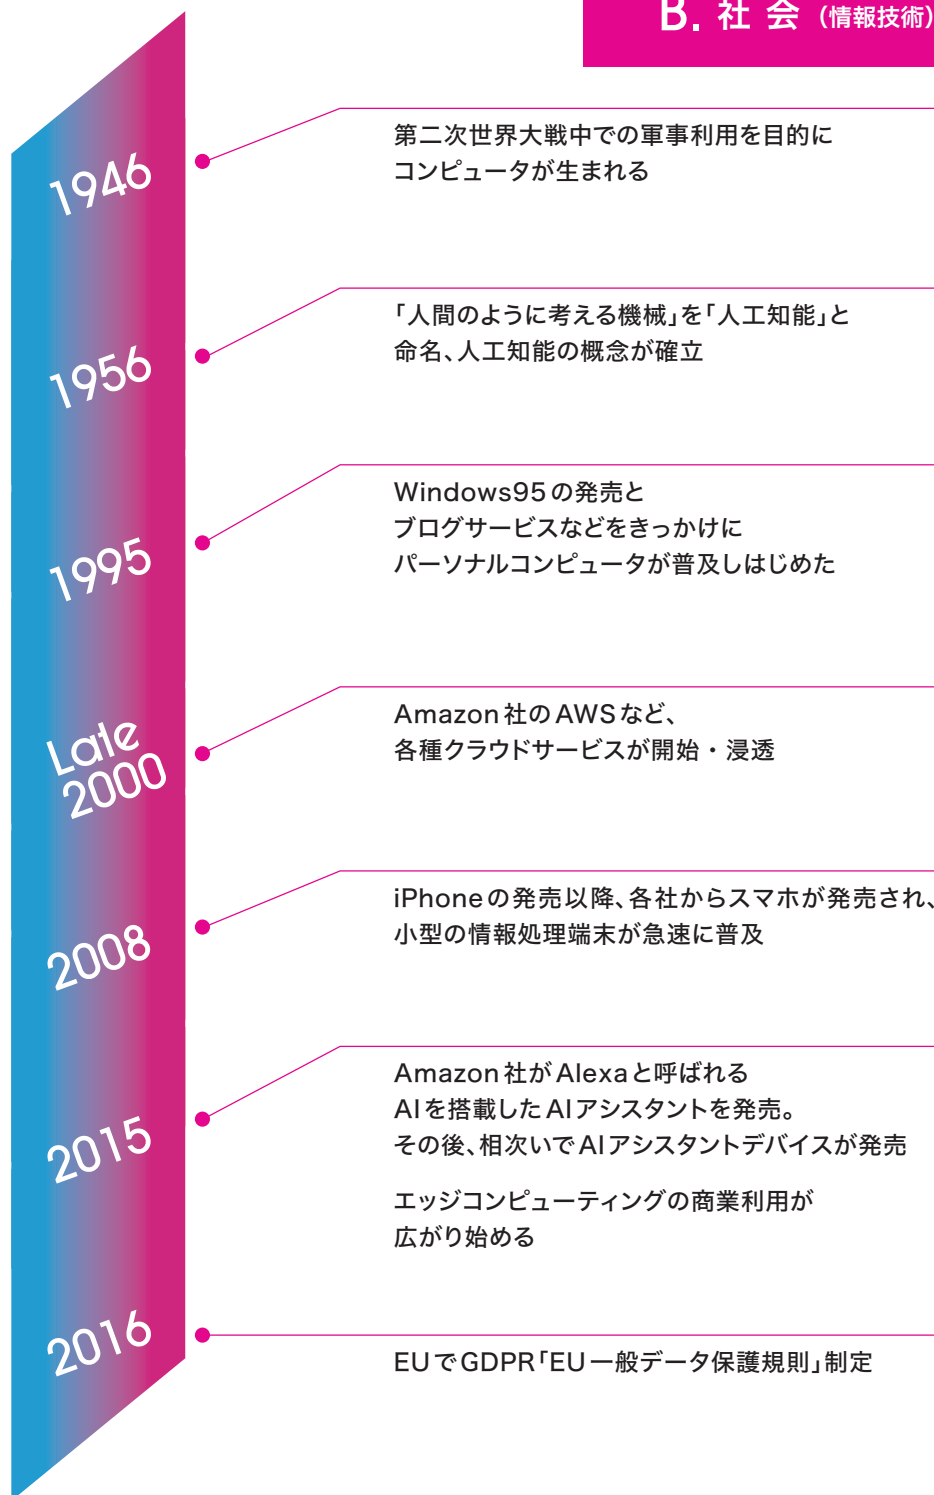 B. 社会（情報技術）
1946
第二次世界大戦中での軍事利用を目的に
コンピュータが生まれる
1956
「人間のように考える機械」を「人工知能」と
命名、人工知能の概念が確立
1995
Windows95の発売と
ブログサービスなどをきっかけに
パーソナルコンピュータが普及しはじめた
Late
2000
Amazon社のAWSなど、
各種クラウドサービスが開始・浸透
2008
iPhoneの発売以降、各社からスマホが発売され、
小型の情報処理端末が急速に普及
2015
Amazon社がAlexaと呼ばれる
AIを搭載したAIアシスタントを発売。
その後、相次いでAIアシスタントデバイスが発売
エッジコンピューティングの商業利用が
広がり始める
2016
EUでGDPR「EU一般データ保護規則」制定